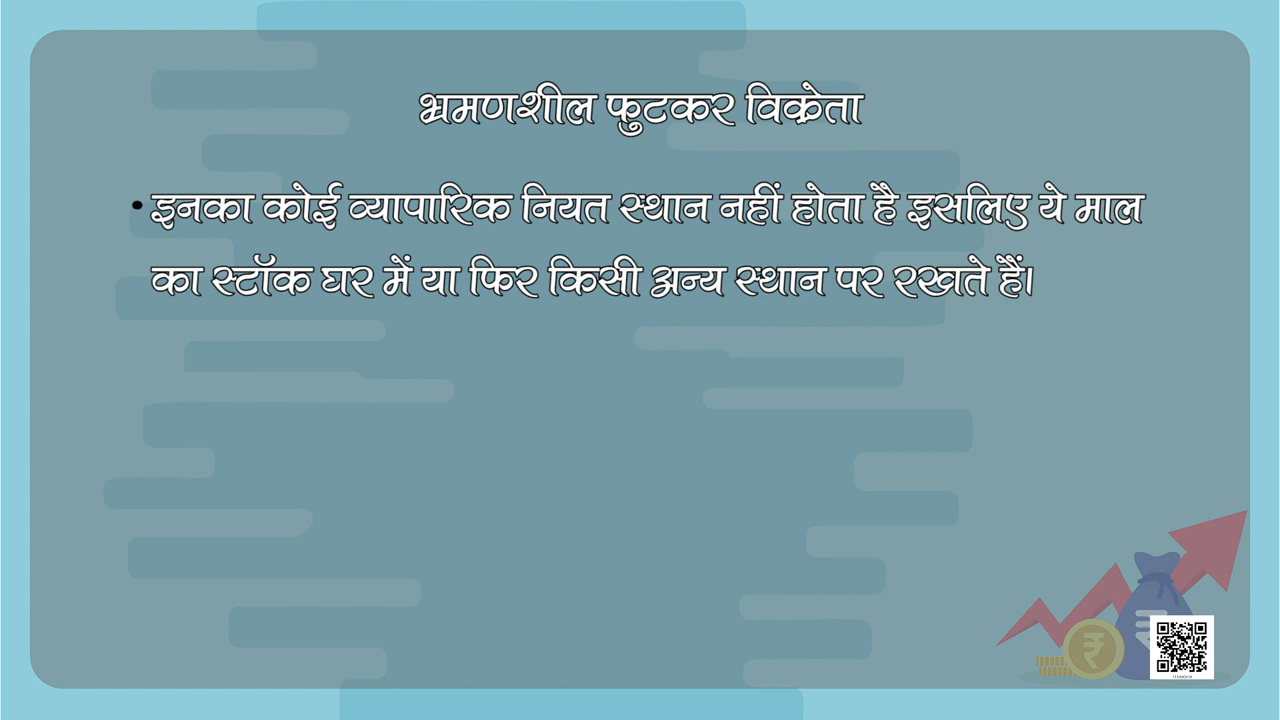 भ्रमणशील फुटकर विक्रेता
• इनका कोई व्यापारिक नियत स्थान नहीं होता है इसलिए ये माल
का स्टॉक घर में या फिर किसी अन्य स्थान पर रखते हैं।